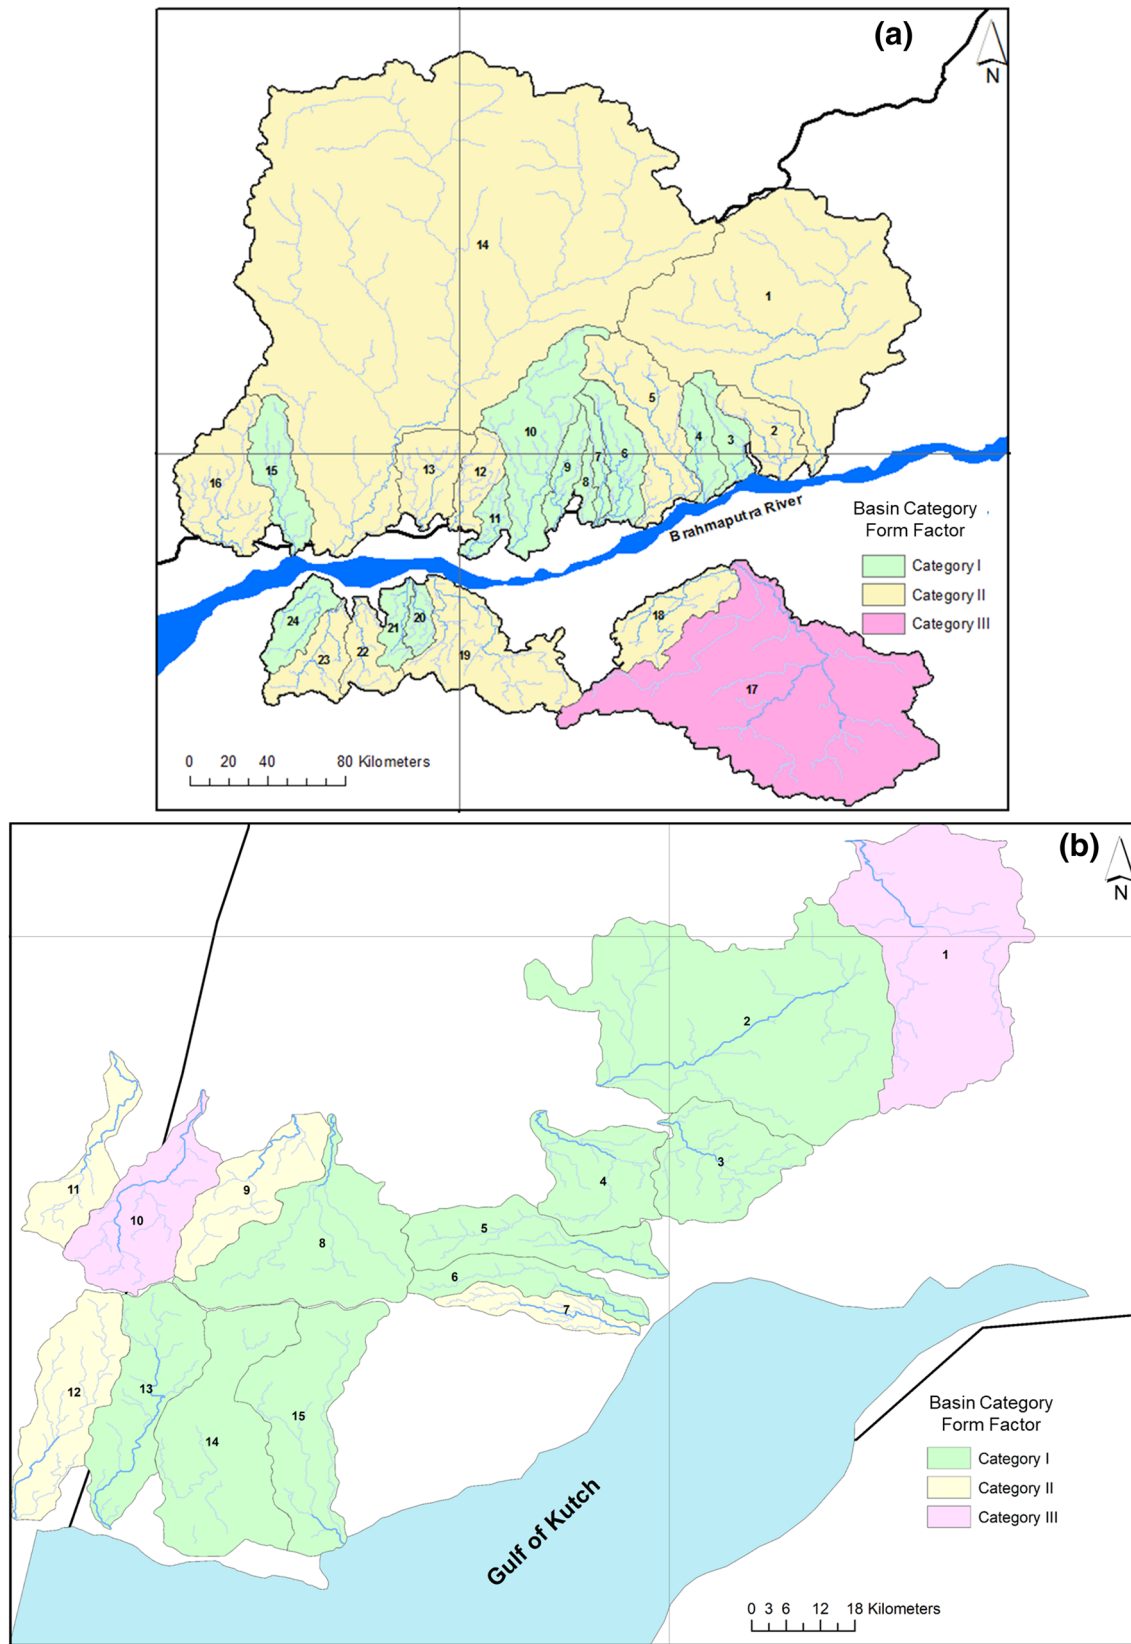 (a)
N
14
1
5
10
4
3
2
13
12
9
7
6
8
16
15
11
Brahmaputra River
Basin Category
Form Factor
Category I
Category II
Category III
24
21
20
18
23
22
19
17
0 20 40 80 Kilometers
(b)
N
1
2
3
4
11
9
10
5
8
6
7
12
13
15
14
Basin Category
Form Factor
Category I
Category II
Category III
Gulf of Kutch
0 3 6 12 18 Kilometers